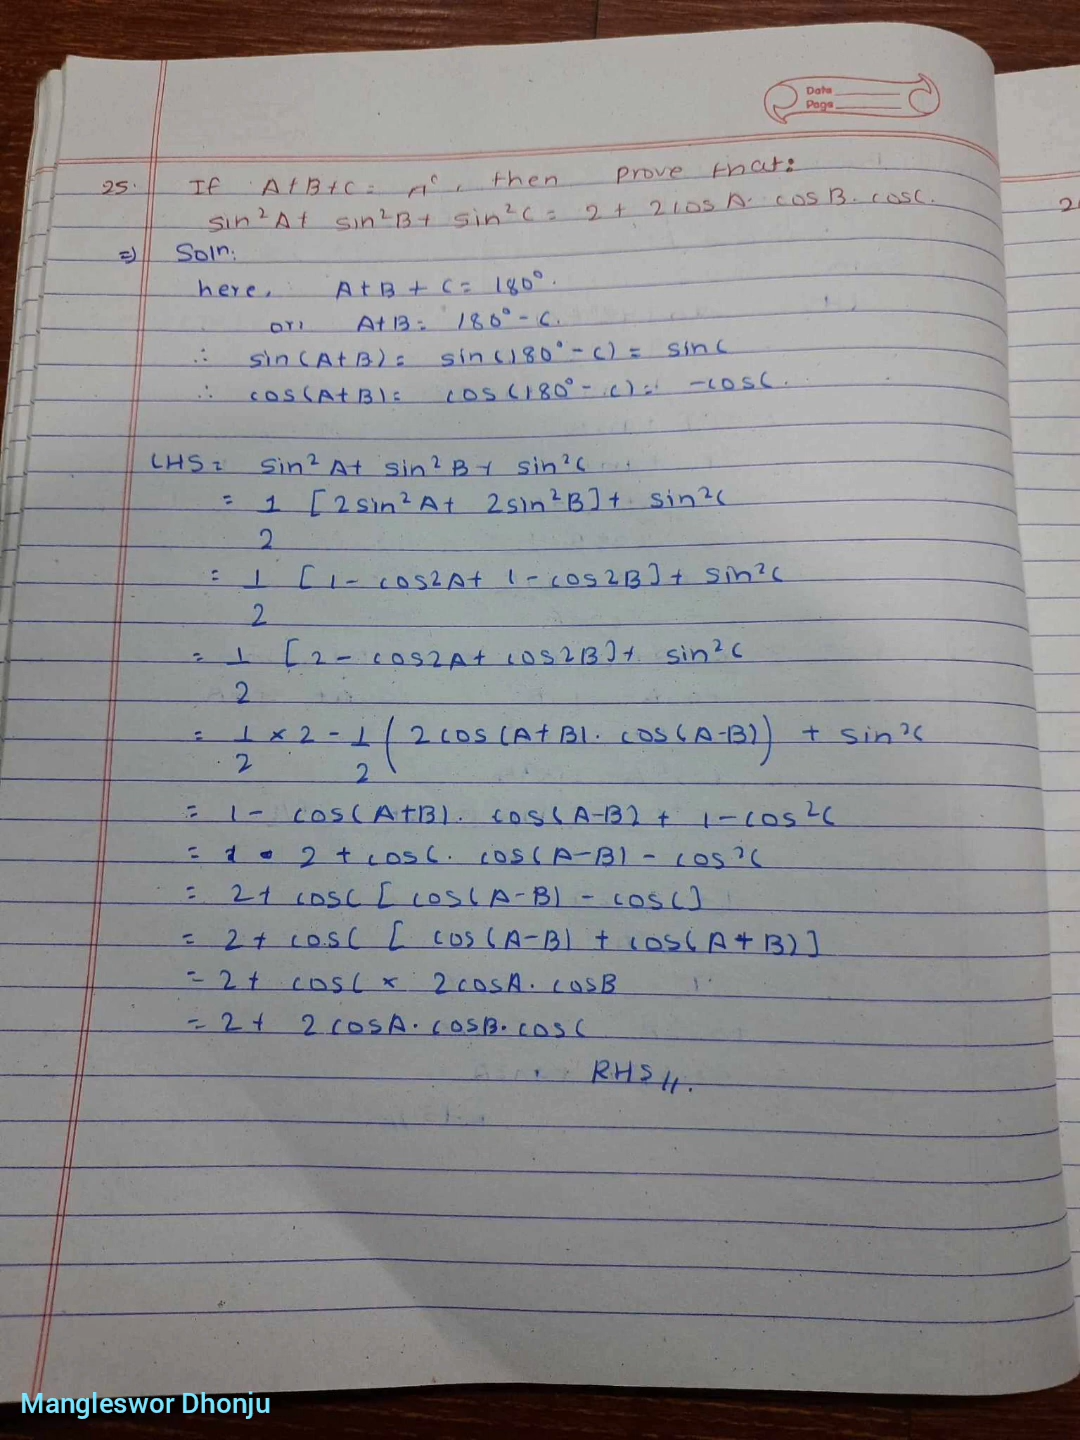 Date
Page
25. If A+B+C = πᶜ, then prove that:
sin²A+ sin²B+ sin²C = 2 + 2cosA. cosB. cosC.
=) Soln:
here, A+B + C = 180°.
or, A+B = 180° - C.
∴ sin(A+B) = sin(180° - C) = sinC
∴ cos(A+B) = cos(180° - C) = -cosC.
LHS = sin²A+ sin²B + sin²C
= 1/2 [2sin²A+ 2sin²B] + sin²C
= 1/2 [1- cos2A+ 1-cos2B] + sin²C
= 1/2 [2 - cos2A+ cos2B] + sin²C
= 1/2 × 2 - 1/2 (2cos(A+B). cos(A-B)) + sin²C
= 1 - cos(A+B). cos(A-B) + 1-cos²C
= 2 + cosC. cos(A-B) - cos²C
= 2+ cosC [cos(A-B) - cosC]
= 2+ cosC [cos(A-B) + cos(A+B)]
= 2+ cosC × 2cosA. cosB
= 2+ 2cosA. cosB. cosC
RHS //.
2
Mangleswor Dhonju